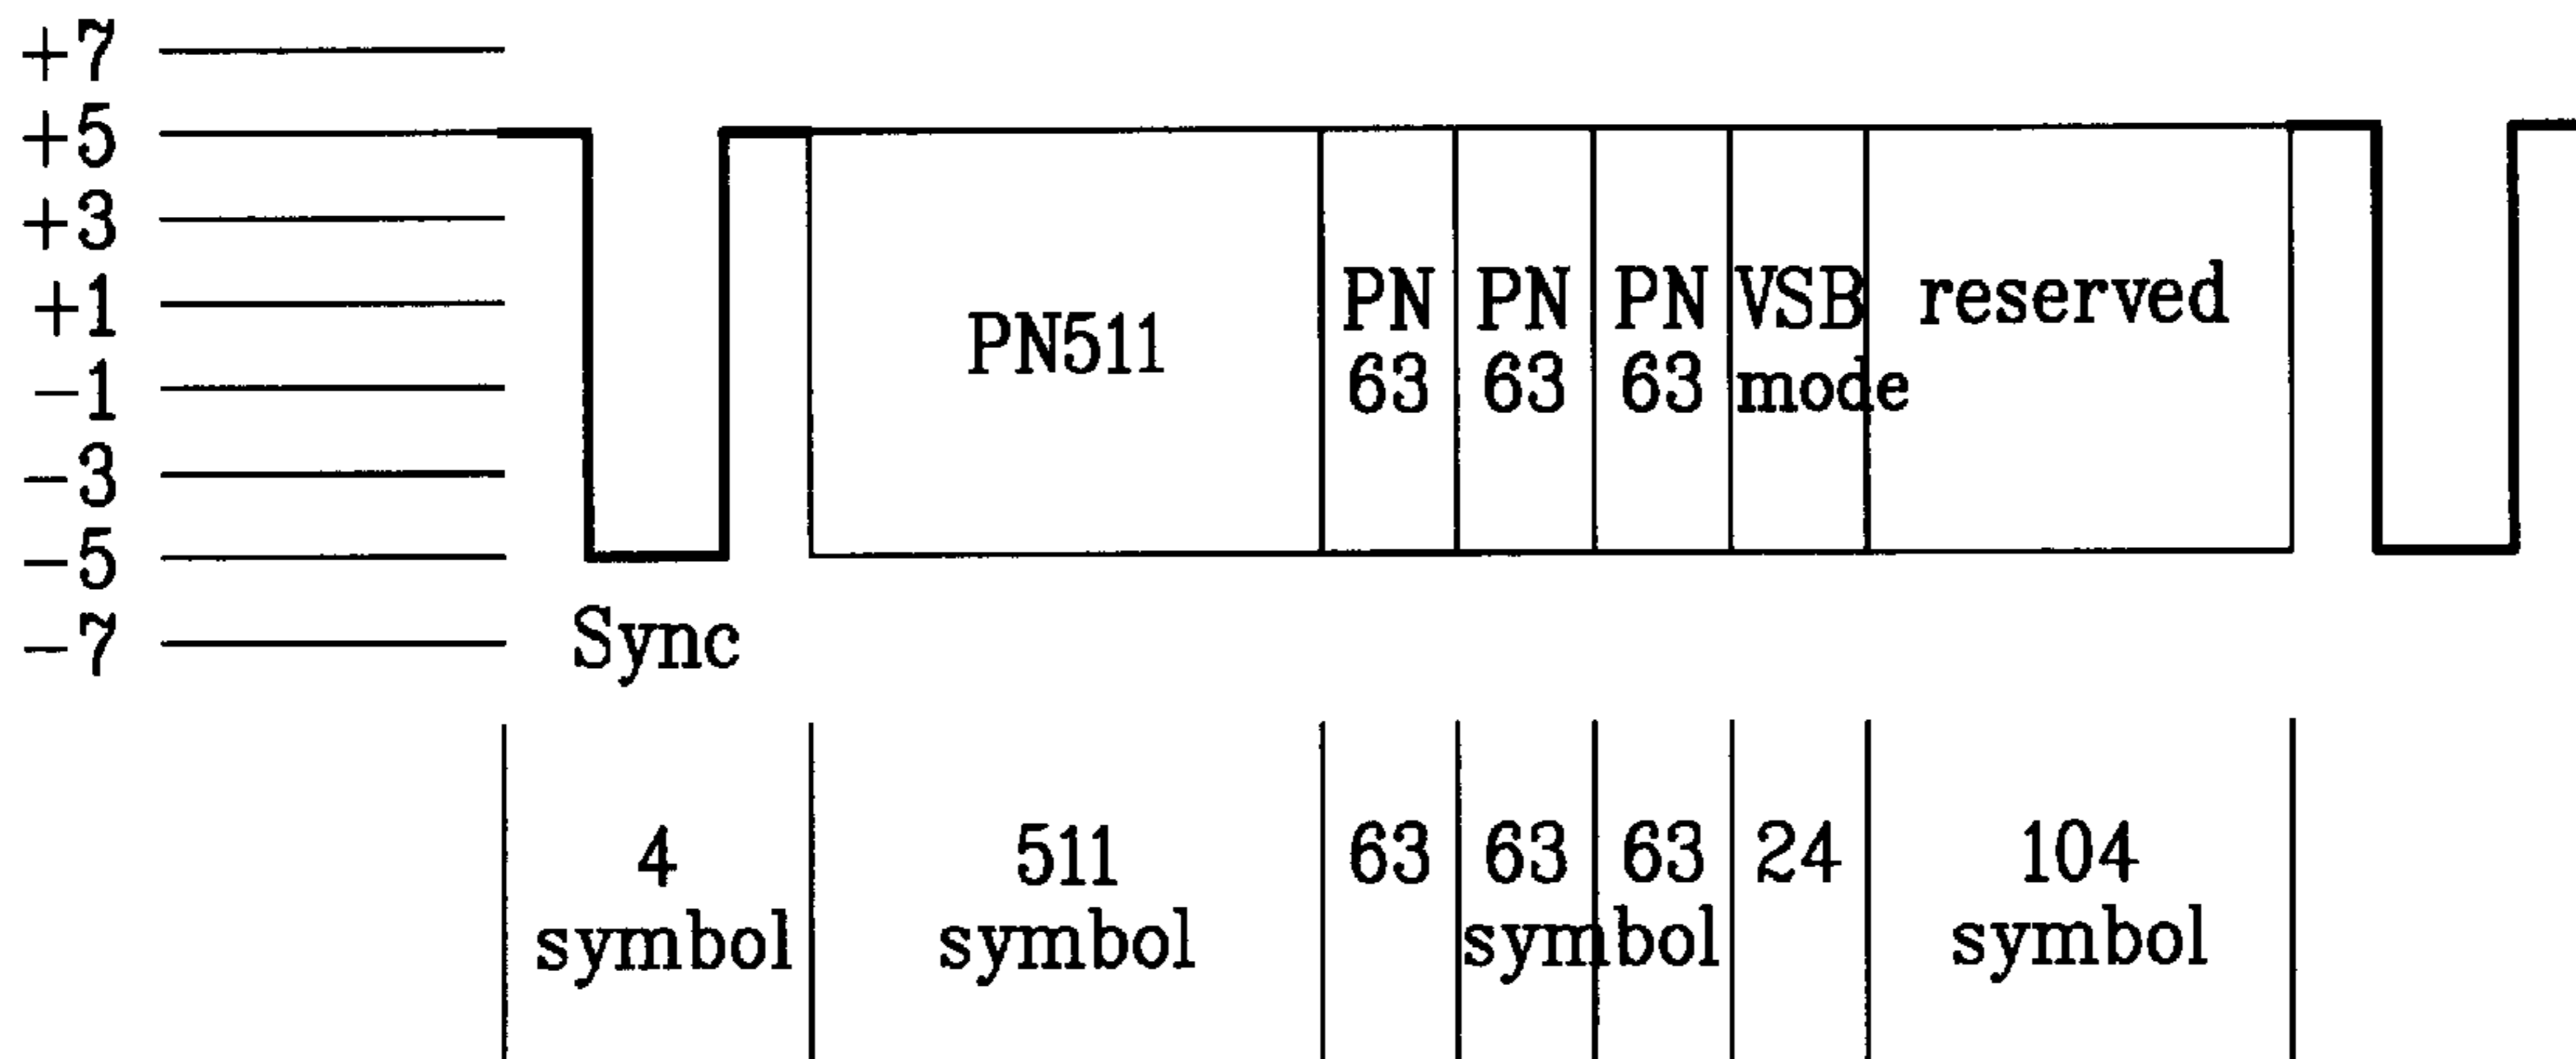 +7
+5
+3
+1
−1
−3
−5
−7
Sync
PN511
PN
63
PN
63
PN
63
VSB
mode
reserved
4
symbol
511
symbol
63
63
63
symbol
24
104
symbol